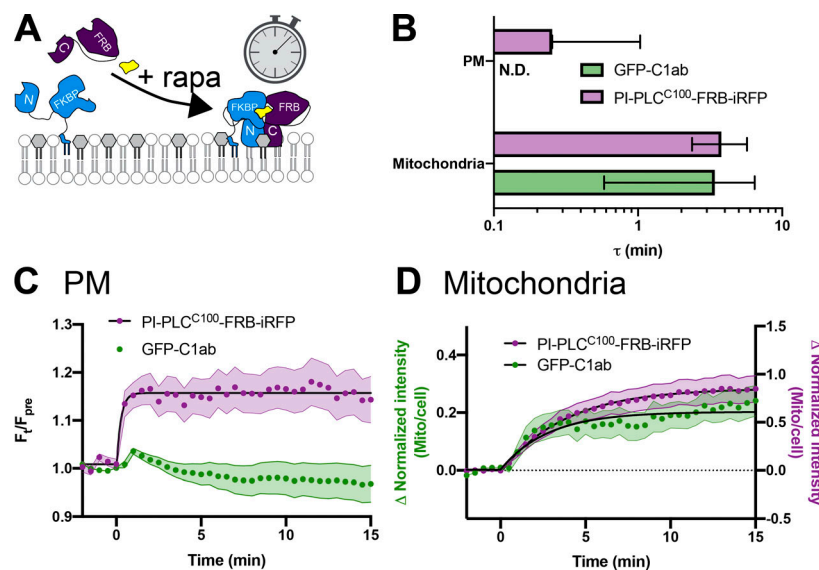 A
C
FRB
+ rapa
N
FKBP
FKBP
FRB
N
C
B
PM
N.D.
GFP-C1ab
PI-PLC^C100-FRB-iRFP
Mitochondria
0.1
1
10
τ (min)
C PM
1.3
1.2
1.1
1.0
0.9
Ft/Fpre
PI-PLC^C100-FRB-iRFP
GFP-C1ab
0
5
10
15
Time (min)
D Mitochondria
Δ Normalized intensity
(Mito/cell)
0.4
0.2
0.0
PI-PLC^C100-FRB-iRFP
GFP-C1ab
1.5
1.0
0.5
0.0
-0.5
Δ Normalized intensity
(Mito/cell)
0
5
10
15
Time (min)